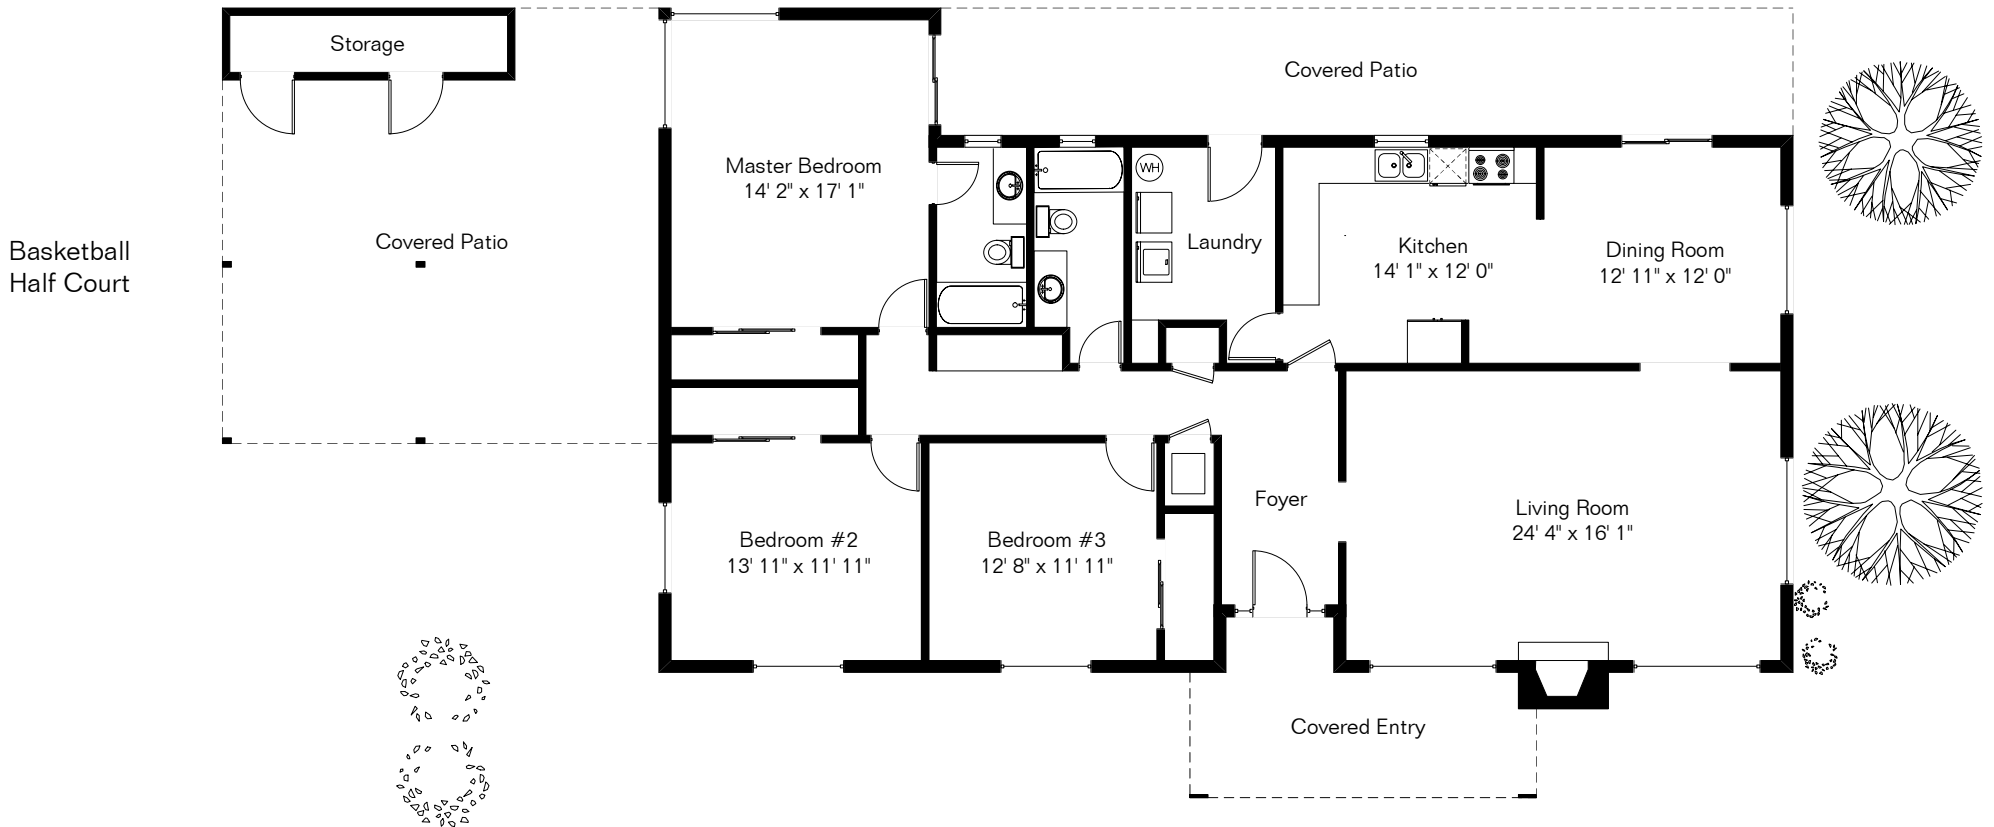 Storage
Covered Patio
Master Bedroom
14' 2" x 17' 1"
WH
Basketball
Half Court
Covered Patio
Laundry
Kitchen
14' 1" x 12' 0"
Dining Room
12' 11" x 12' 0"
Foyer
Living Room
24' 4" x 16' 1"
Bedroom #2
13' 11" x 11' 11"
Bedroom #3
12' 8" x 11' 11"
Covered Entry